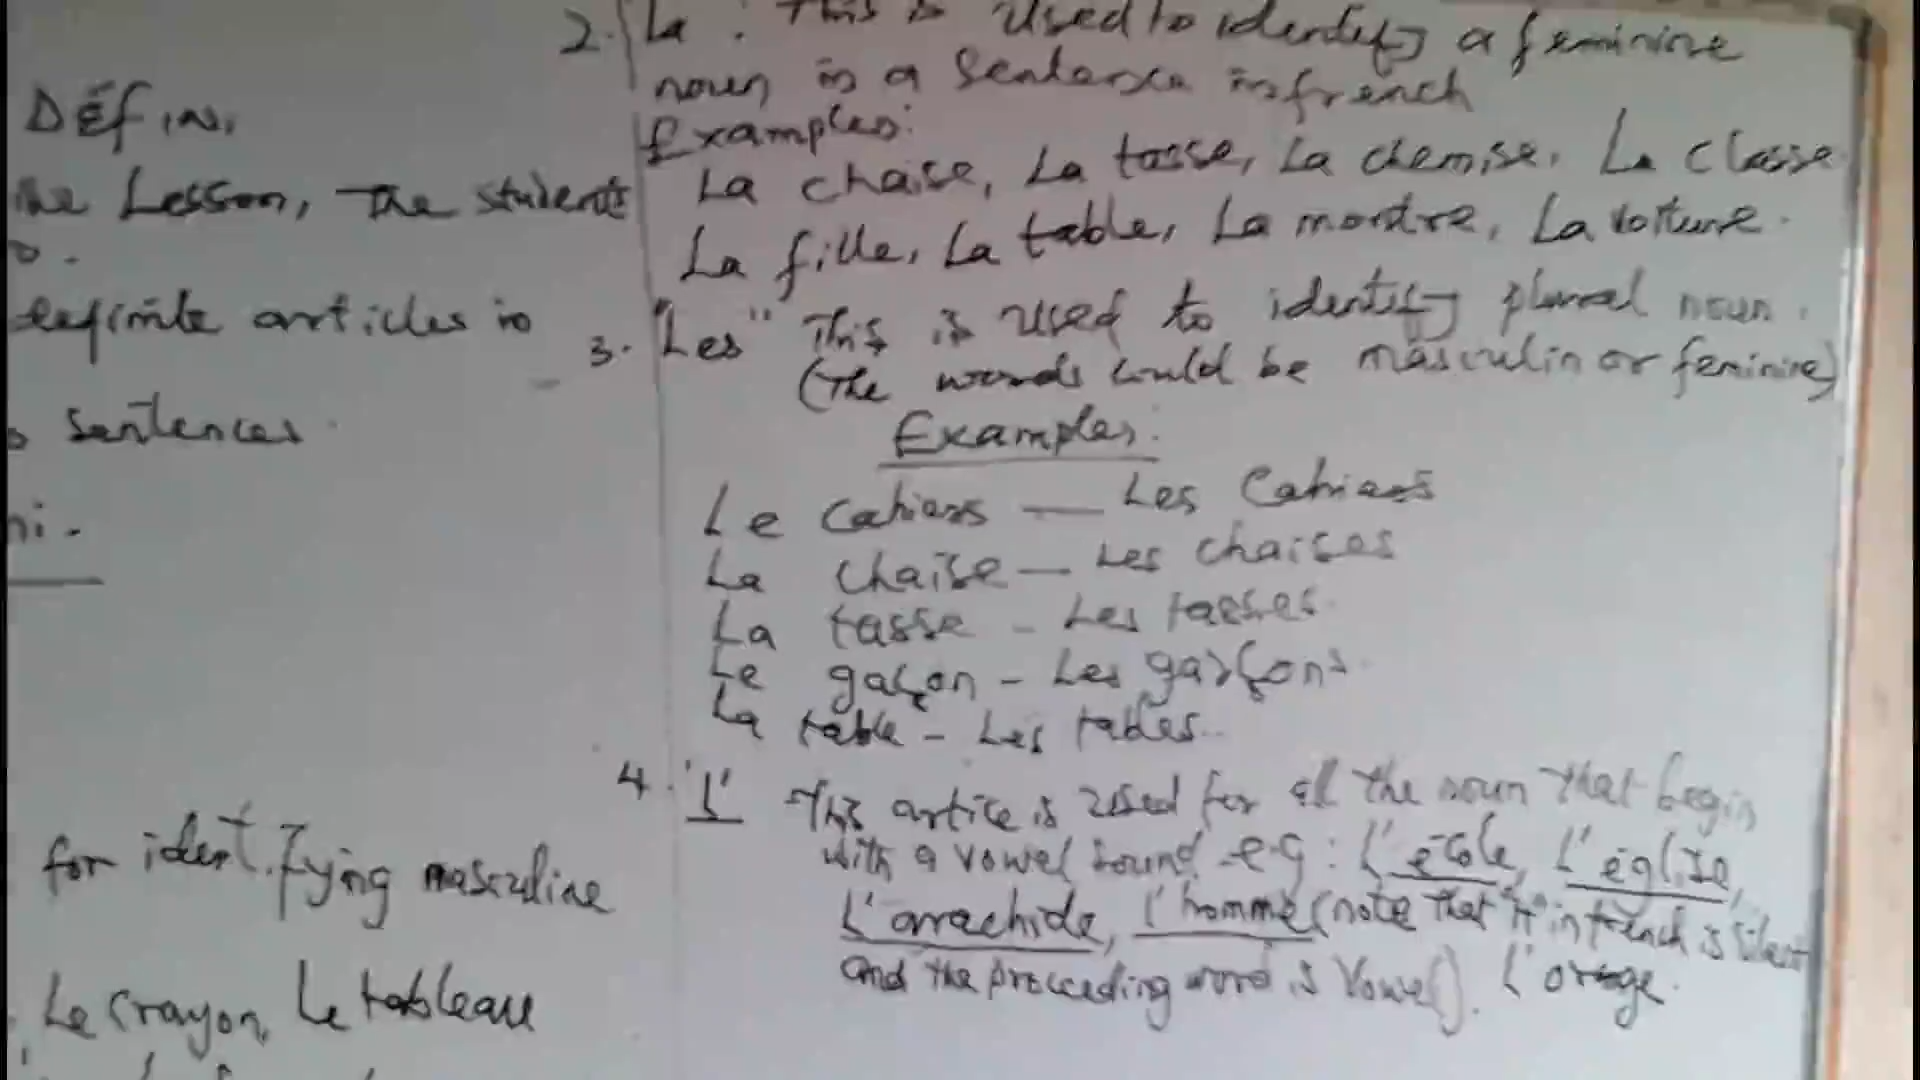 Défin.
the Lesson, The students
definite articles in
sentences
ni.
for identifying masculine
Le crayon, Le tableau
2. La : This is used to identify a feminine
noun in a sentence in french
Examples:
La chaise, La tasse, La chemise. La classe
La fille, La table, La montre, La voiture.
3. "Les" This is used to identify plural noun.
(The words could be masculin or feminine)
Examples:
Le cahiers — Les Cahiers
La chaise — Les chaises
La tasse - Les tasses
Le gaçon - Les garçons
La table - Les tables.
4. 'L' This article is used for all the noun that begin
with a vowel sound e.g : L'école, L'église,
L'arachide, L'homme (note that "H" in french is silent
and the proceeding word is Vowel). L'orage.